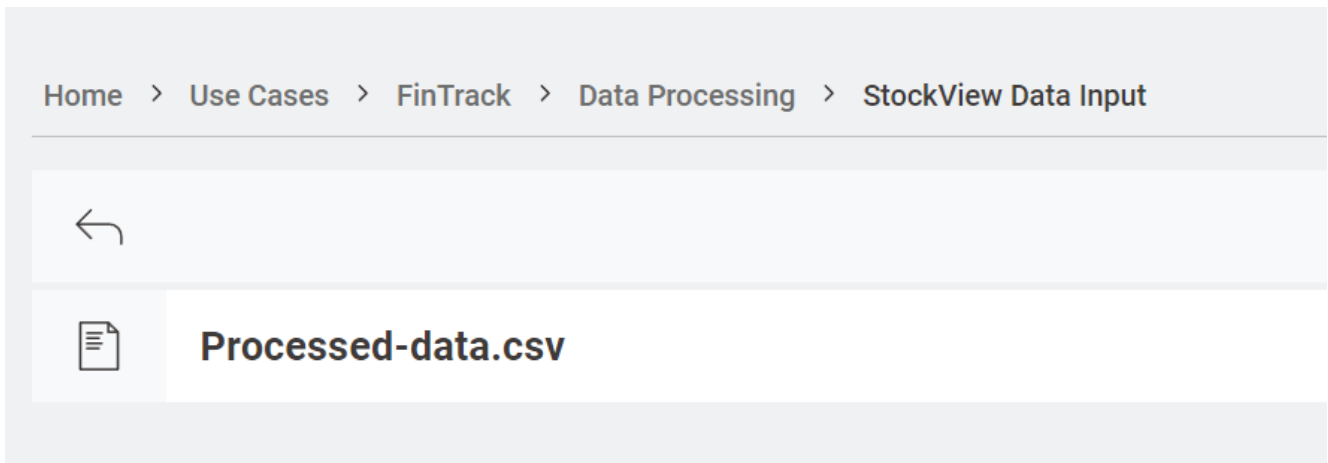 Home > Use Cases > FinTrack > Data Processing > StockView Data Input
Processed-data.csv